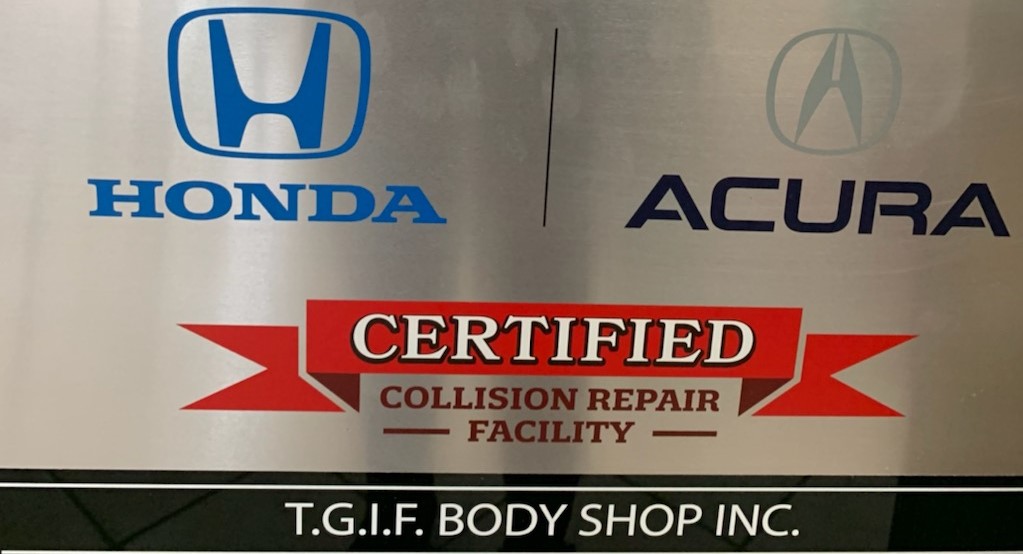 HONDA
ACURA
CERTIFIED
COLLISION REPAIR
FACILITY
T.G.I.F. BODY SHOP INC.